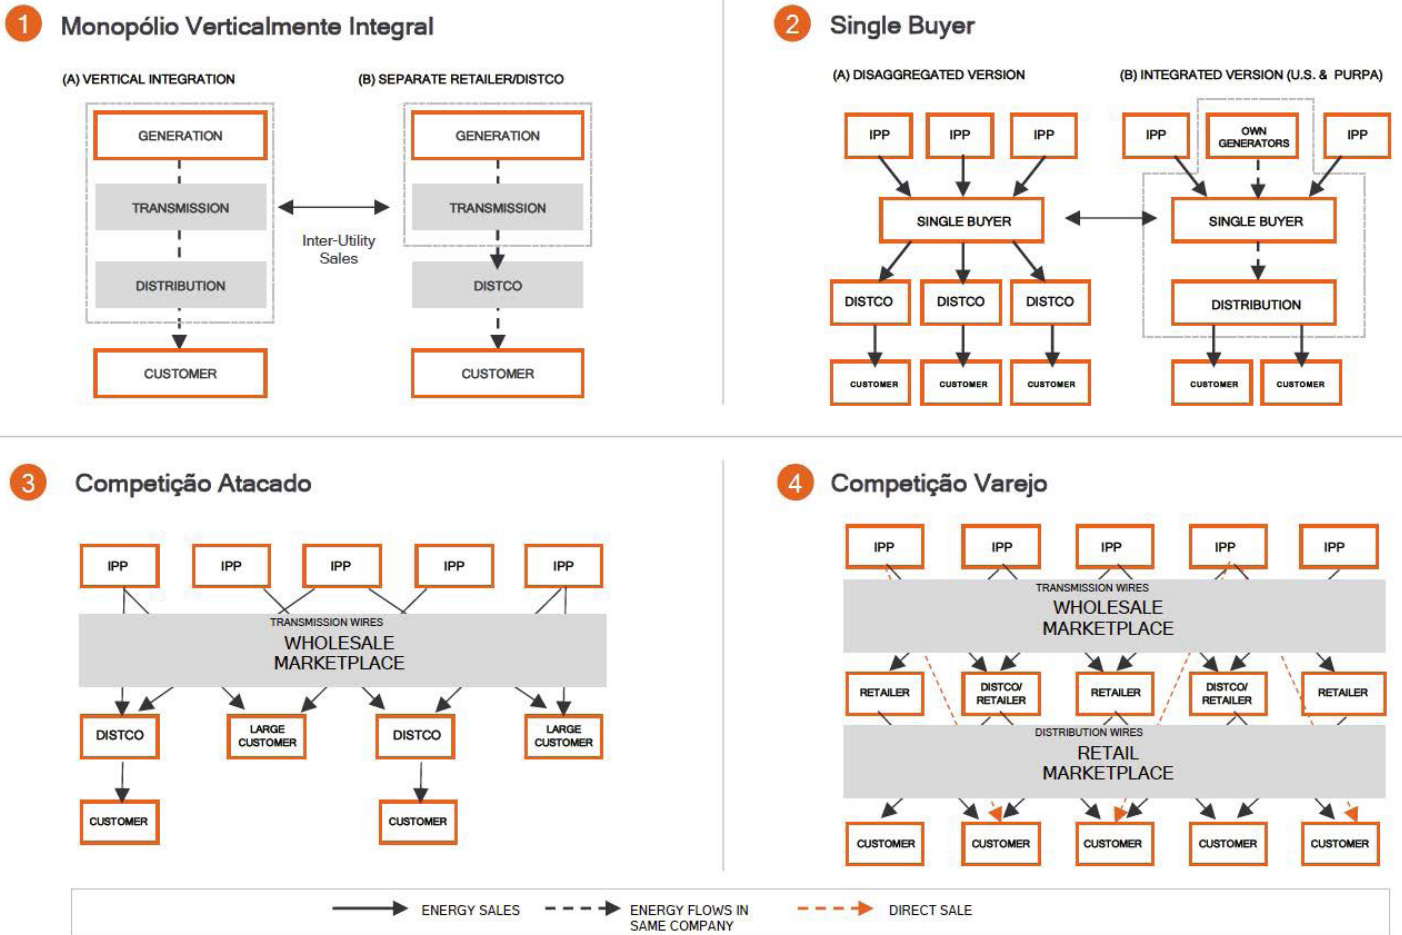 1 Monopólio Verticalmente Integral
(A) VERTICAL INTEGRATION
(B) SEPARATE RETAILER/DISTCO
GENERATION
GENERATION
TRANSMISSION
TRANSMISSION
Inter-Utility
Sales
DISTRIBUTION
DISTCO
CUSTOMER
CUSTOMER
2 Single Buyer
(A) DISAGGREGATED VERSION
(B) INTEGRATED VERSION (U.S. & PURPA)
IPP
IPP
IPP
IPP
OWN
GENERATORS
IPP
SINGLE BUYER
SINGLE BUYER
DISTCO
DISTCO
DISTCO
DISTRIBUTION
CUSTOMER
CUSTOMER
CUSTOMER
CUSTOMER
CUSTOMER
3 Competição Atacado
IPP
IPP
IPP
IPP
IPP
TRANSMISSION WIRES
WHOLESALE
MARKETPLACE
DISTCO
LARGE
CUSTOMER
DISTCO
LARGE
CUSTOMER
CUSTOMER
CUSTOMER
4 Competição Varejo
IPP
IPP
IPP
IPP
IPP
TRANSMISSION WIRES
WHOLESALE
MARKETPLACE
RETAILER
DISTCO/
RETAILER
RETAILER
DISTCO/
RETAILER
RETAILER
DISTRIBUTION WIRES
RETAIL
MARKETPLACE
CUSTOMER
CUSTOMER
CUSTOMER
CUSTOMER
CUSTOMER
ENERGY SALES
ENERGY FLOWS IN
SAME COMPANY
DIRECT SALE